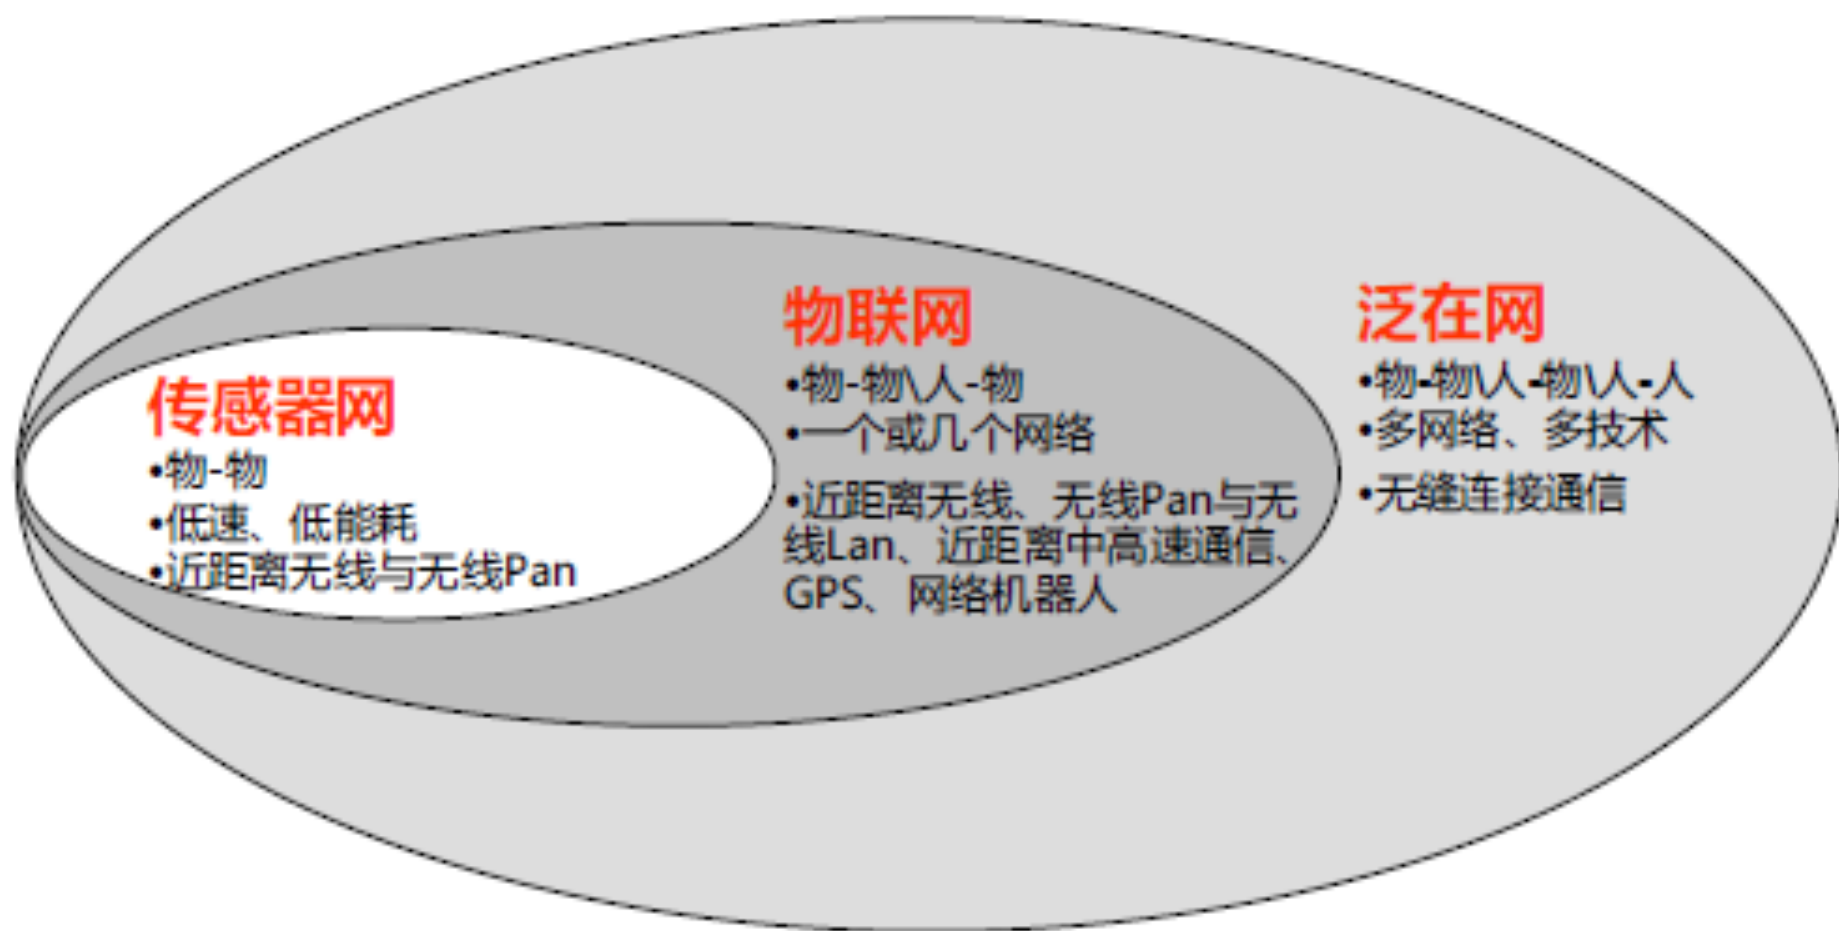 传感器网
•物-物
•低速、低能耗
•近距离无线与无线Pan
物联网
•物-物\人-物
•一个或几个网络
•近距离无线、无线Pan与无
线Lan、近距离中高速通信、
GPS、网络机器人
泛在网
•物-物\人-物\人-人
•多网络、多技术
•无缝连接通信